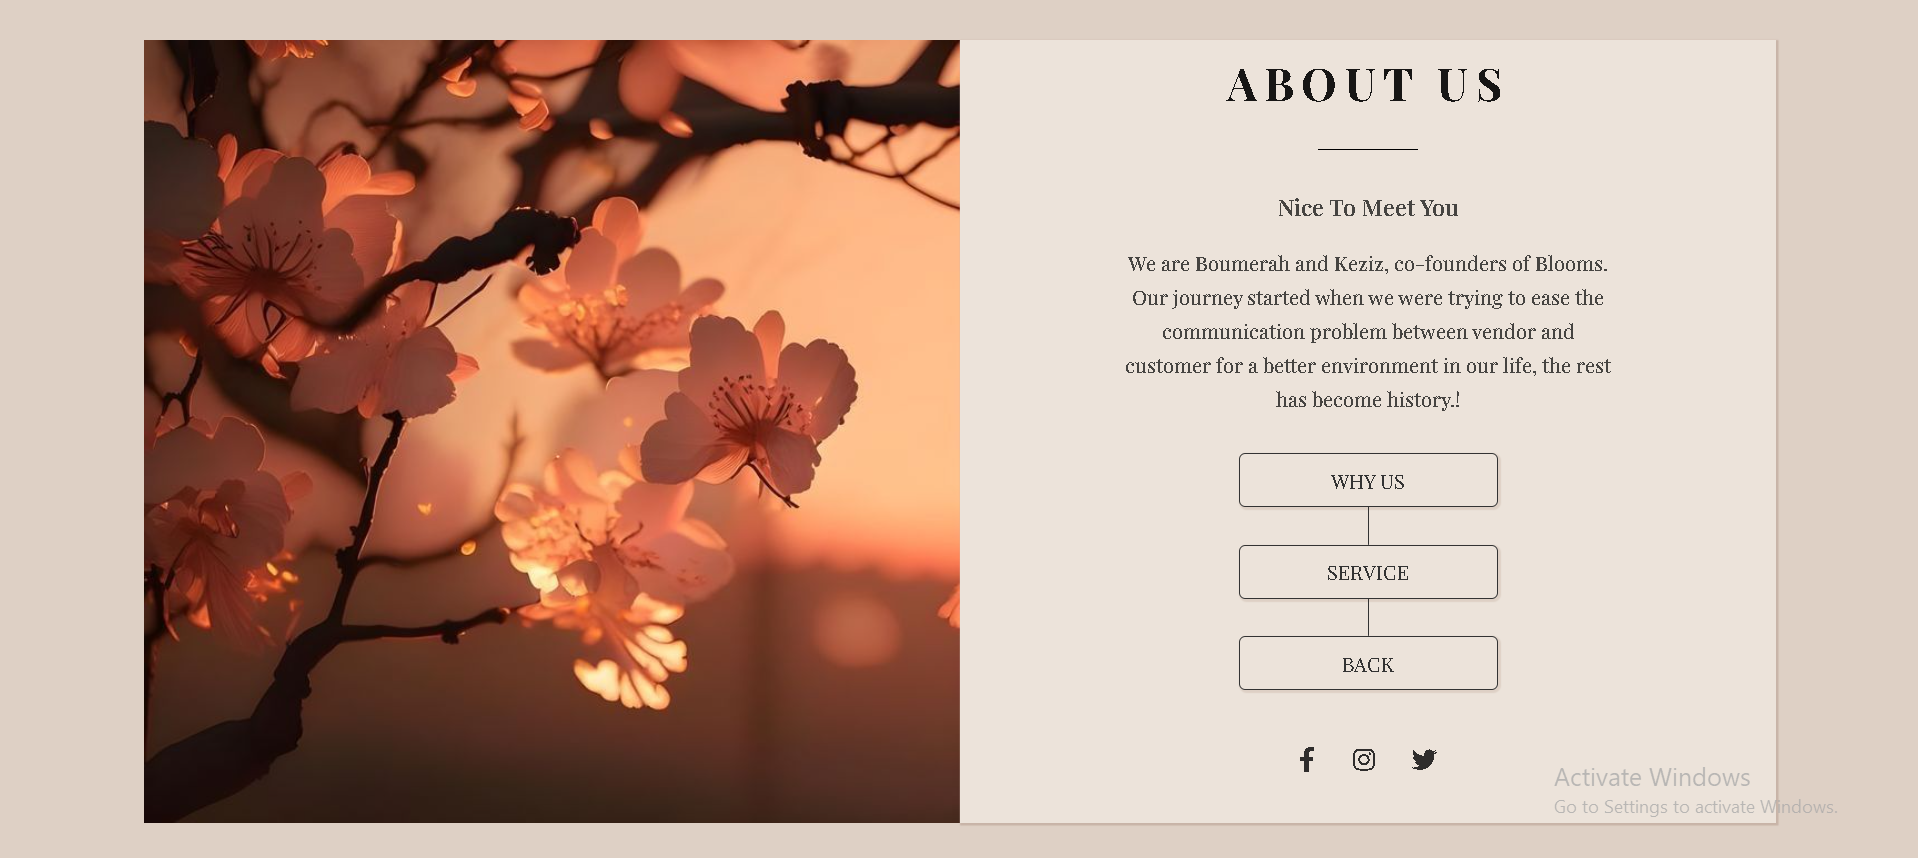 ABOUT US
Nice To Meet You
We are Boumerah and Keziz, co-founders of Blooms.
Our journey started when we were trying to ease the
communication problem between vendor and
customer for a better environment in our life, the rest
has become history.!
WHY US
SERVICE
BACK
Activate Windows
Go to Settings to activate Windows.